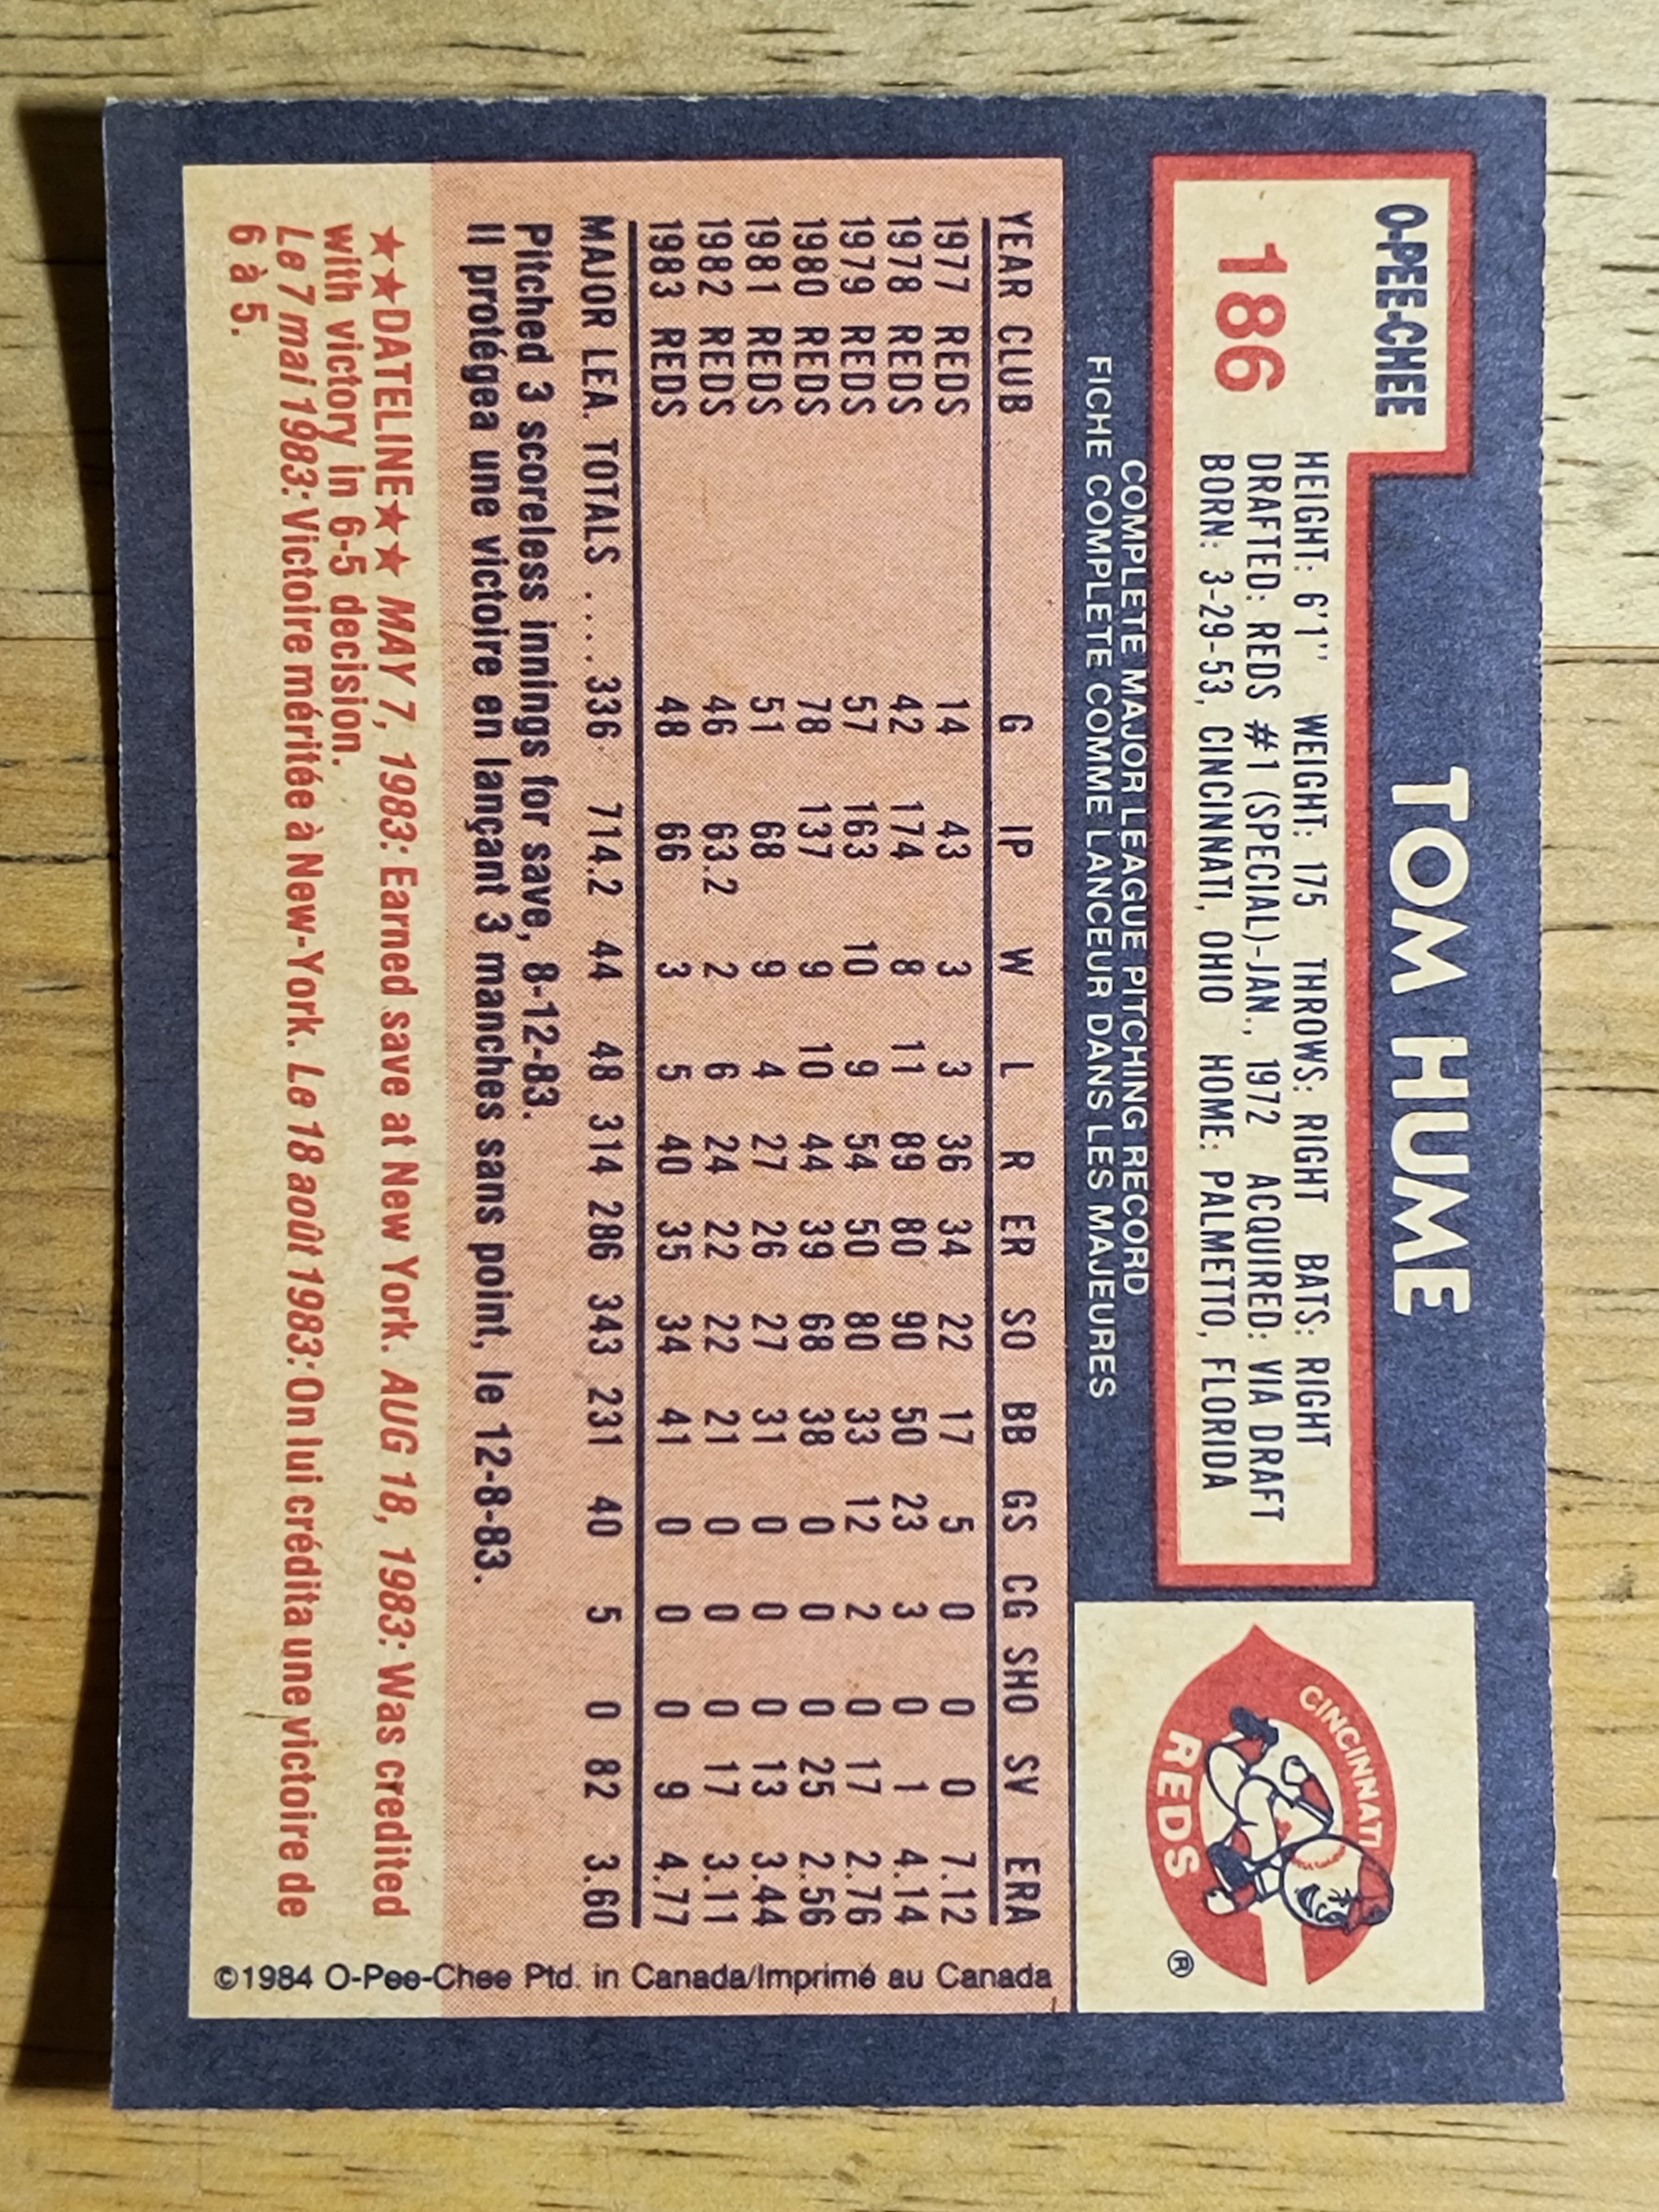 O-PEE-CHEE
186
TOM HUME
HEIGHT: 6'1" WEIGHT: 175 THROWS: RIGHT BATS: RIGHT
DRAFTED: REDS #1 (SPECIAL)-JAN., 1972 ACQUIRED: VIA DRAFT
BORN: 3-29-53, CINCINNATI, OHIO HOME: PALMETTO, FLORIDA
CINCINNATI
REDS
®
COMPLETE MAJOR LEAGUE PITCHING RECORD
FICHE COMPLETE COMME LANCEUR DANS LES MAJEURES
YEAR CLUB G IP W L R ER SO BB GS CG SHO SV ERA
1977 REDS 14 43 3 3 36 34 22 17 5 0 0 0 7.12
1978 REDS 42 174 8 11 89 80 90 50 23 3 0 1 4.14
1979 REDS 57 163 10 9 54 50 80 33 12 2 0 17 2.76
1980 REDS 78 137 9 10 44 39 68 38 0 0 0 25 2.56
1981 REDS 51 68 9 4 27 26 27 31 0 0 0 13 3.44
1982 REDS 46 63.2 2 6 24 22 22 21 0 0 0 17 3.11
1983 REDS 48 66 3 5 40 35 34 41 0 0 0 9 4.77
MAJOR LEA. TOTALS ..... 336 714.2 44 48 314 286 343 231 40 5 0 82 3.60
Pitched 3 scoreless innings for save, 8-12-83.
Il protégea une victoire en lançant 3 manches sans point, le 12-8-83.
★★DATELINE★★ MAY 7, 1983: Earned save at New York. AUG 18, 1983: Was credited
with victory in 6-5 decision.
Le 7 mai 1983: Victoire méritée à New-York. Le 18 août 1983: On lui crédita une victoire de
6 à 5.
©1984 O-Pee-Chee Ptd. in Canada/Imprimé au Canada